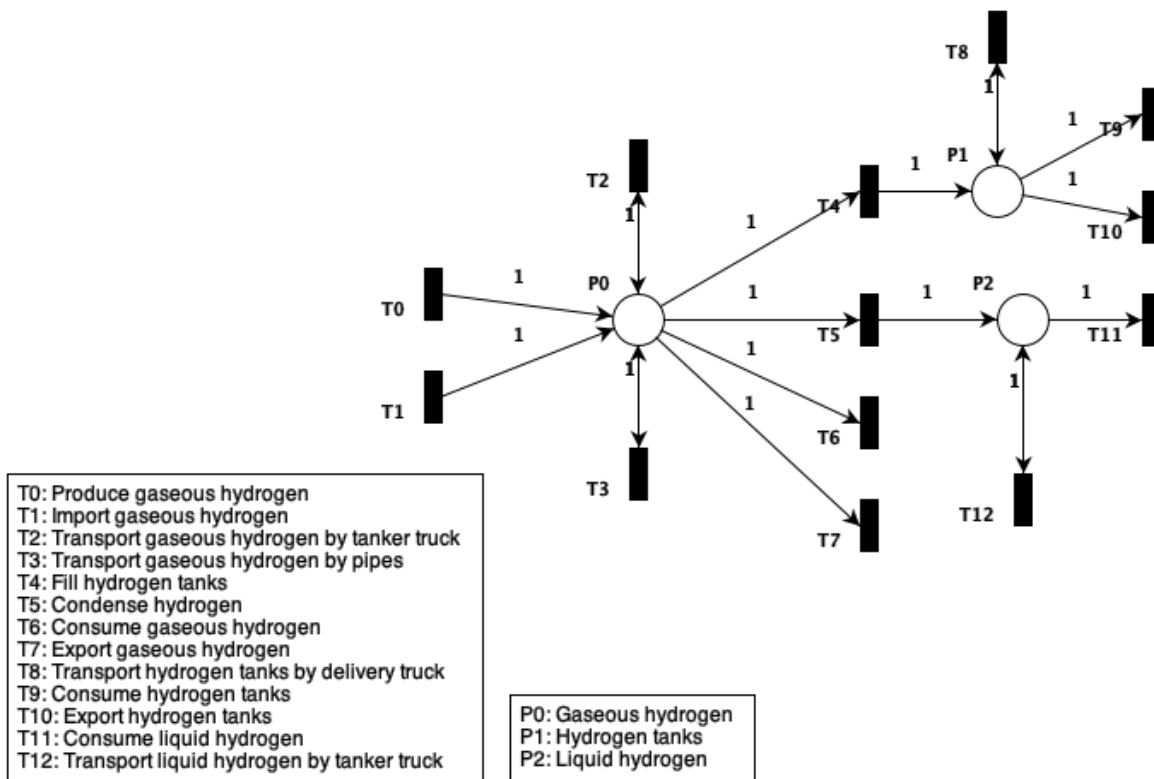 T8
1
1
T9
P1
T2
1
1
T4
1
1
T10
1
P0
P2
T0
1
1
1
1
1
T5
T11
1
1
1
T1
1
T6
T3
T7
T12
T0: Produce gaseous hydrogen
T1: Import gaseous hydrogen
T2: Transport gaseous hydrogen by tanker truck
T3: Transport gaseous hydrogen by pipes
T4: Fill hydrogen tanks
T5: Condense hydrogen
T6: Consume gaseous hydrogen
T7: Export gaseous hydrogen
T8: Transport hydrogen tanks by delivery truck
T9: Consume hydrogen tanks
T10: Export hydrogen tanks
T11: Consume liquid hydrogen
T12: Transport liquid hydrogen by tanker truck
P0: Gaseous hydrogen
P1: Hydrogen tanks
P2: Liquid hydrogen